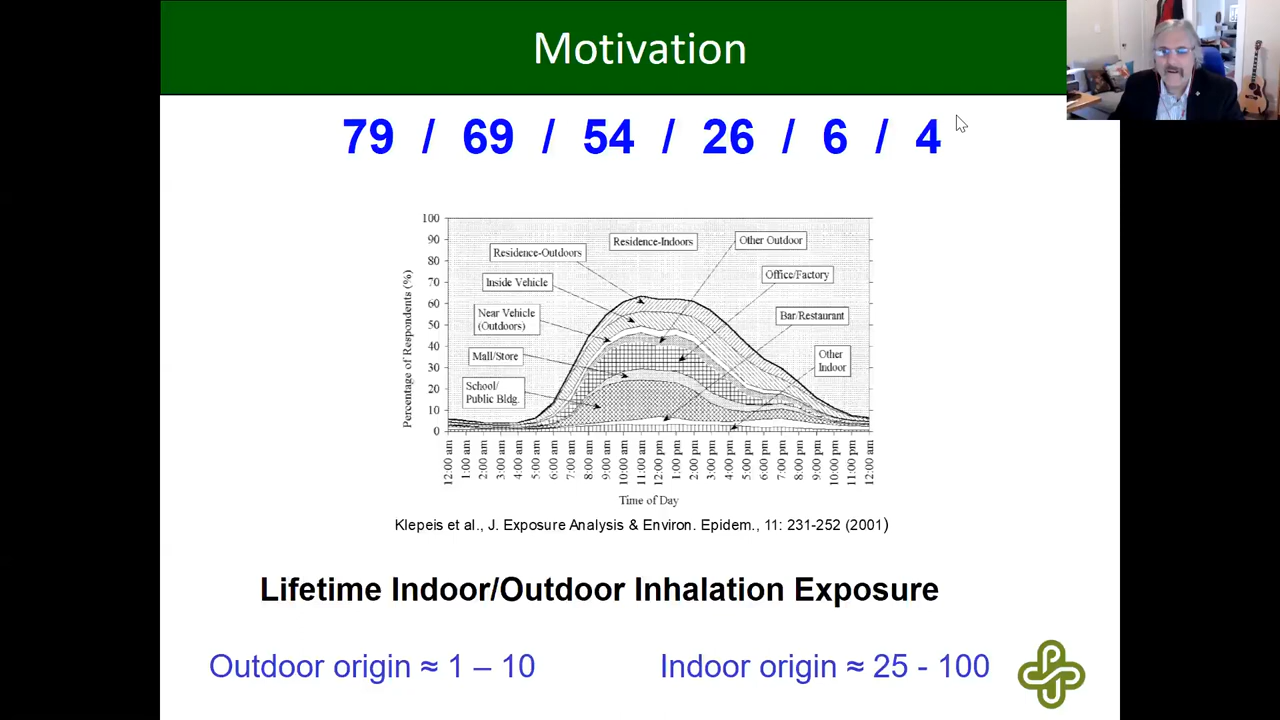 Motivation
79 / 69 / 54 / 26 / 6 / 4
100
90
80
70
60
50
40
30
20
10
0
Percentage of Respondents (%)
Residence-Outdoors
Residence-Indoors
Other Outdoor
Inside Vehicle
Office/Factory
Near Vehicle
(Outdoors)
Bar/Restaurant
Mall/Store
Other
Indoor
School/
Public Bldg.
12:00 am
1:00 am
2:00 am
3:00 am
4:00 am
5:00 am
6:00 am
7:00 am
8:00 am
9:00 am
10:00 am
11:00 am
12:00 pm
1:00 pm
2:00 pm
3:00 pm
4:00 pm
5:00 pm
6:00 pm
7:00 pm
8:00 pm
9:00 pm
10:00 pm
11:00 pm
12:00 am
Time of Day
Klepeis et al., J. Exposure Analysis & Environ. Epidem., 11: 231-252 (2001)
Lifetime Indoor/Outdoor Inhalation Exposure
Outdoor origin ≈ 1 – 10
Indoor origin ≈ 25 - 100